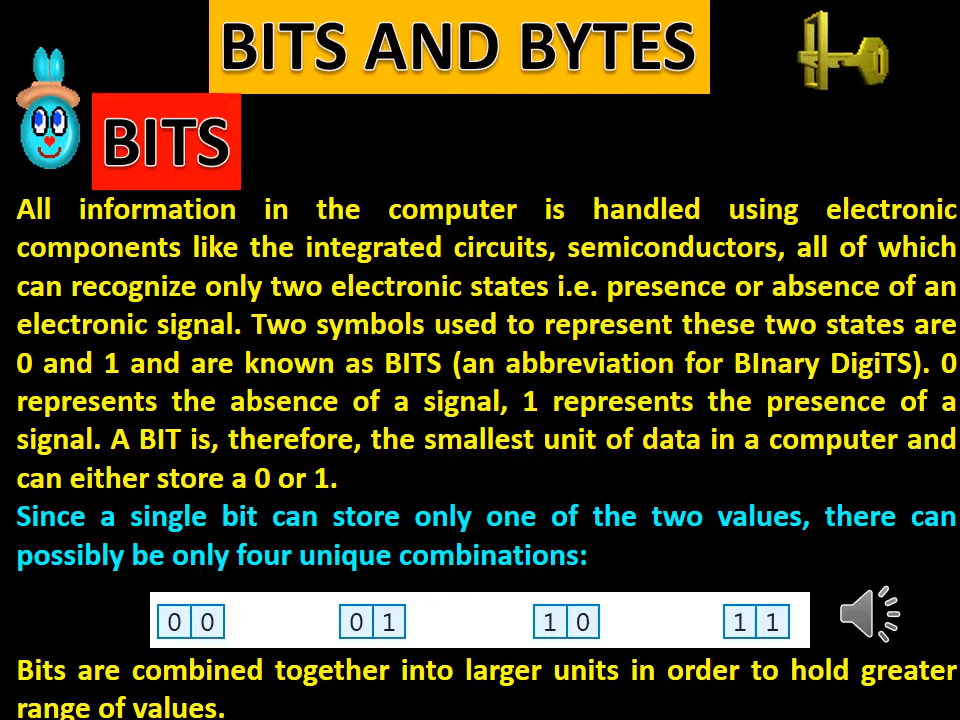 BITS AND BYTES
BITS
All information in the computer is handled using electronic
components like the integrated circuits, semiconductors, all of which
can recognize only two electronic states i.e. presence or absence of an
electronic signal. Two symbols used to represent these two states are
0 and 1 and are known as BITS (an abbreviation for BInary DigiTS). 0
represents the absence of a signal, 1 represents the presence of a
signal. A BIT is, therefore, the smallest unit of data in a computer and
can either store a 0 or 1.
Since a single bit can store only one of the two values, there can
possibly be only four unique combinations:
0 0 0 1 1 0 1 1
Bits are combined together into larger units in order to hold greater
range of values.